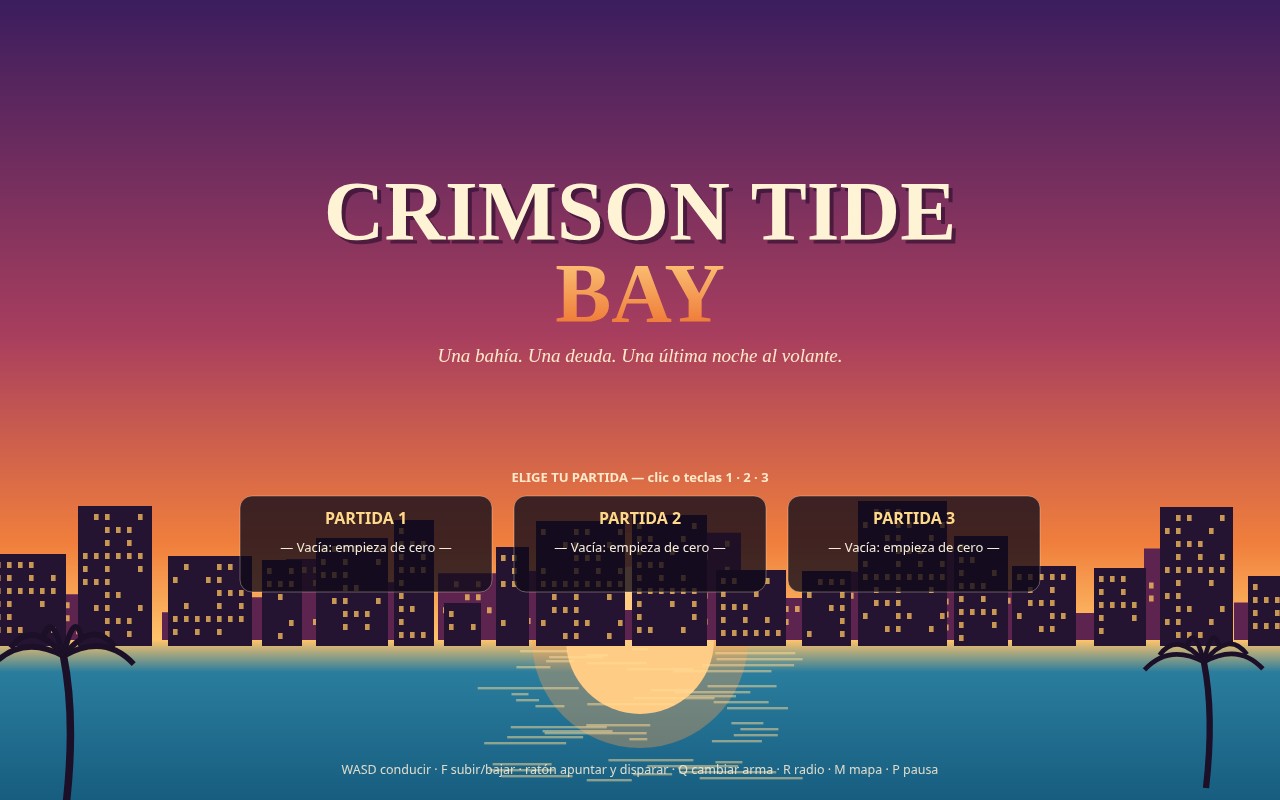 CRIMSON TIDE
BAY
Una bahía. Una deuda. Una última noche al volante.
ELIGE TU PARTIDA — clic o teclas 1 · 2 · 3
PARTIDA 1
— Vacía: empieza de cero —
PARTIDA 2
— Vacía: empieza de cero —
PARTIDA 3
— Vacía: empieza de cero —
WASD conducir · F subir/bajar · ratón apuntar y disparar · Q cambiar arma · R radio · M mapa · P pausa